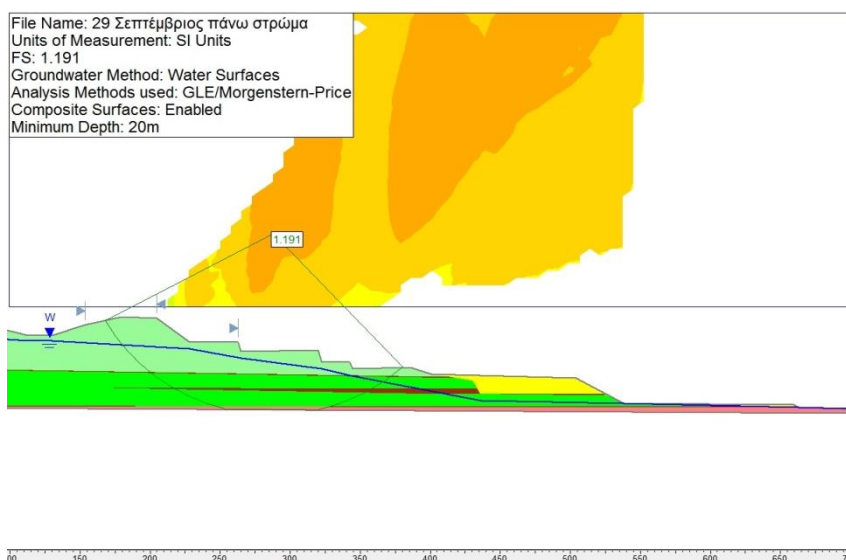 File Name: 29 Σεπτέμβριος πάνω στρώμα
Units of Measurement: SI Units
FS: 1.191
Groundwater Method: Water Surfaces
Analysis Methods used: GLE/Morgenstern-Price
Composite Surfaces: Enabled
Minimum Depth: 20m
1.191
W
150 200 250 300 350 400 450 500 550 600 650 700